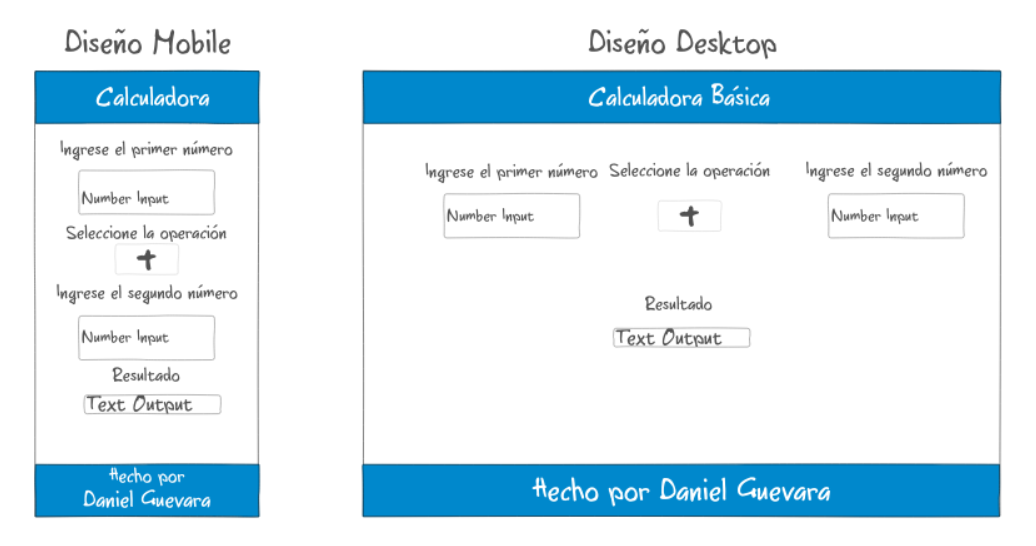 Diseño Mobile
Calculadora
Ingrese el primer número
Number Input
Seleccione la operación
+
Ingrese el segundo número
Number Input
Resultado
Text Output
Hecho por
Daniel Guevara
Diseño Desktop
Calculadora Básica
Ingrese el primer número
Seleccione la operación
Ingrese el segundo número
Number Input
+
Number Input
Resultado
Text Output
Hecho por Daniel Guevara